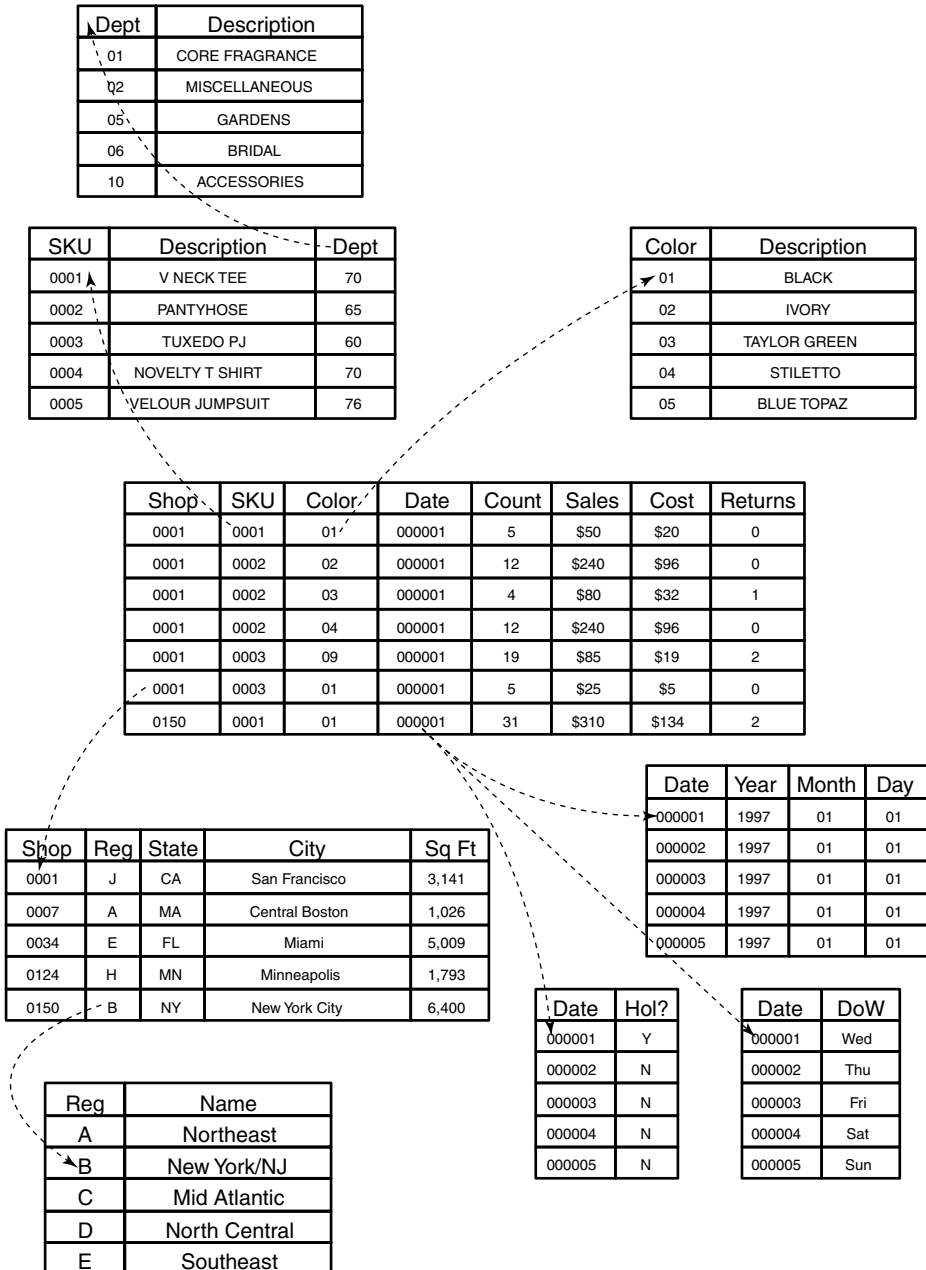 Dept Description
01 CORE FRAGRANCE
02 MISCELLANEOUS
05 GARDENS
06 BRIDAL
10 ACCESSORIES
SKU Description Dept
0001 V NECK TEE 70
0002 PANTYHOSE 65
0003 TUXEDO PJ 60
0004 NOVELTY T SHIRT 70
0005 VELOUR JUMPSUIT 76
Color Description
01 BLACK
02 IVORY
03 TAYLOR GREEN
04 STILETTO
05 BLUE TOPAZ
Shop SKU Color Date Count Sales Cost Returns
0001 0001 01 000001 5 $50 $20 0
0001 0002 02 000001 12 $240 $96 0
0001 0002 03 000001 4 $80 $32 1
0001 0002 04 000001 12 $240 $96 0
0001 0003 09 000001 19 $85 $19 2
0001 0003 01 000001 5 $25 $5 0
0150 0001 01 000001 31 $310 $134 2
Date Year Month Day
000001 1997 01 01
000002 1997 01 01
000003 1997 01 01
000004 1997 01 01
000005 1997 01 01
Shop Reg State City Sq Ft
0001 J CA San Francisco 3,141
0007 A MA Central Boston 1,026
0034 E FL Miami 5,009
0124 H MN Minneapolis 1,793
0150 B NY New York City 6,400
Date Hol?
000001 Y
000002 N
000003 N
000004 N
000005 N
Date DoW
000001 Wed
000002 Thu
000003 Fri
000004 Sat
000005 Sun
Reg Name
A Northeast
B New York/NJ
C Mid Atlantic
D North Central
E Southeast